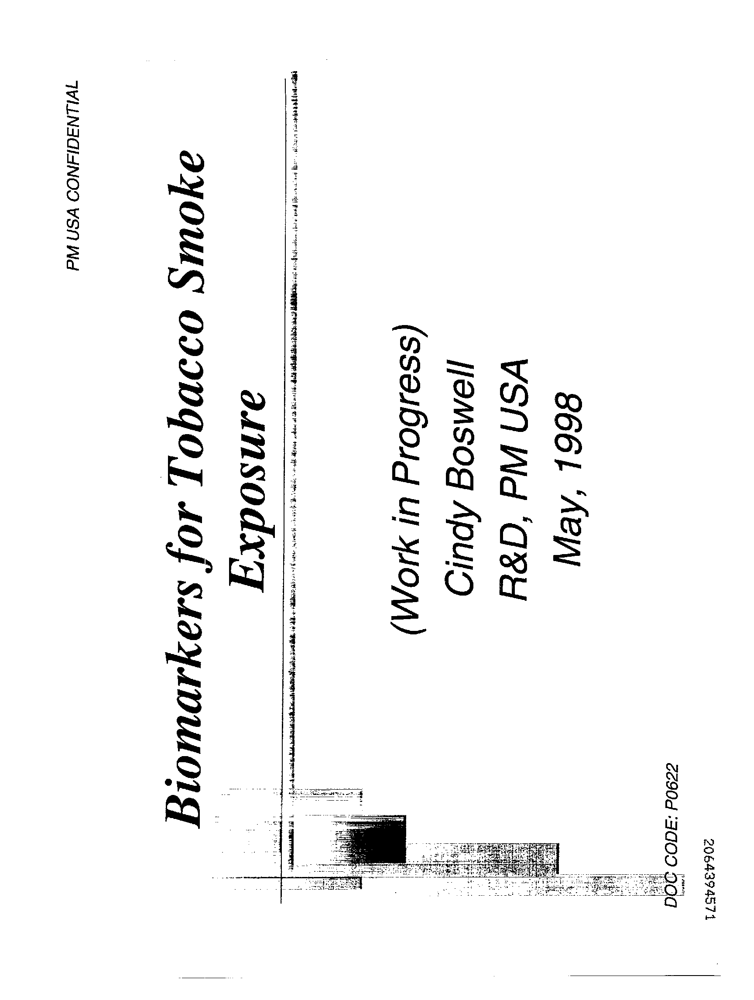 PM USA CONFIDENTIAL
Biomarkers for Tobacco Smoke
Exposure
(Work in Progress)
Cindy Boswell
R&D, PM USA
May, 1998
DOC CODE: P0622
2064394571